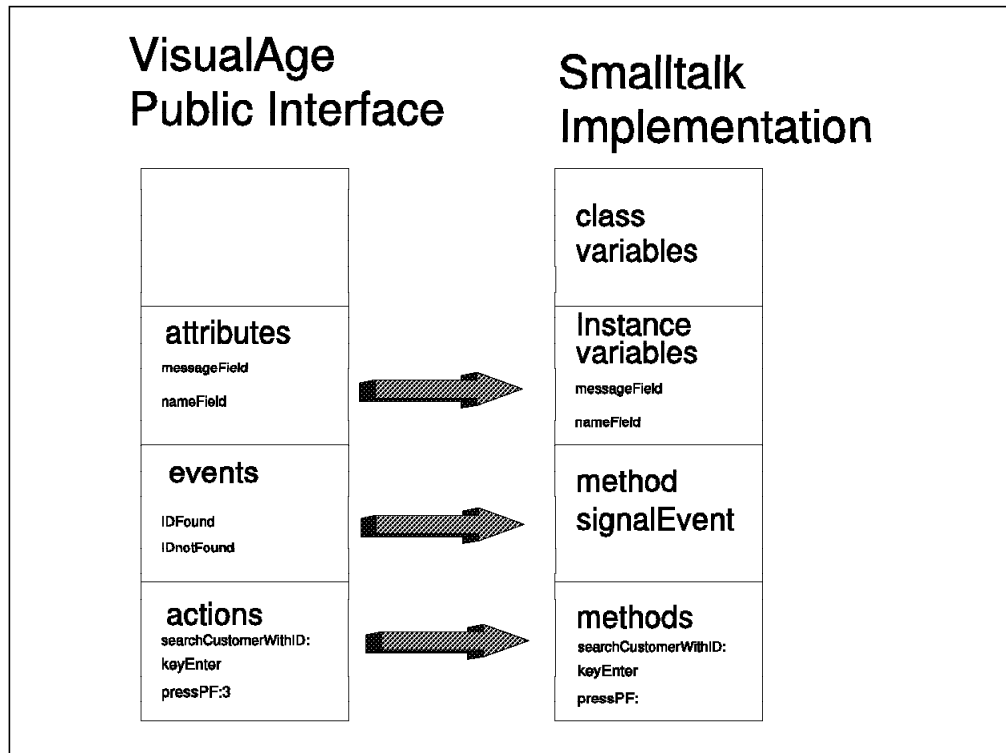 VisualAge
Public Interface
attributes
messageField
nameField
events
IDFound
IDnotFound
actions
searchCustomerWithID:
keyEnter
pressPF:3
Smalltalk
Implementation
class
variables
Instance
variables
messageField
nameField
method
signalEvent
methods
searchCustomerWithID:
keyEnter
pressPF: